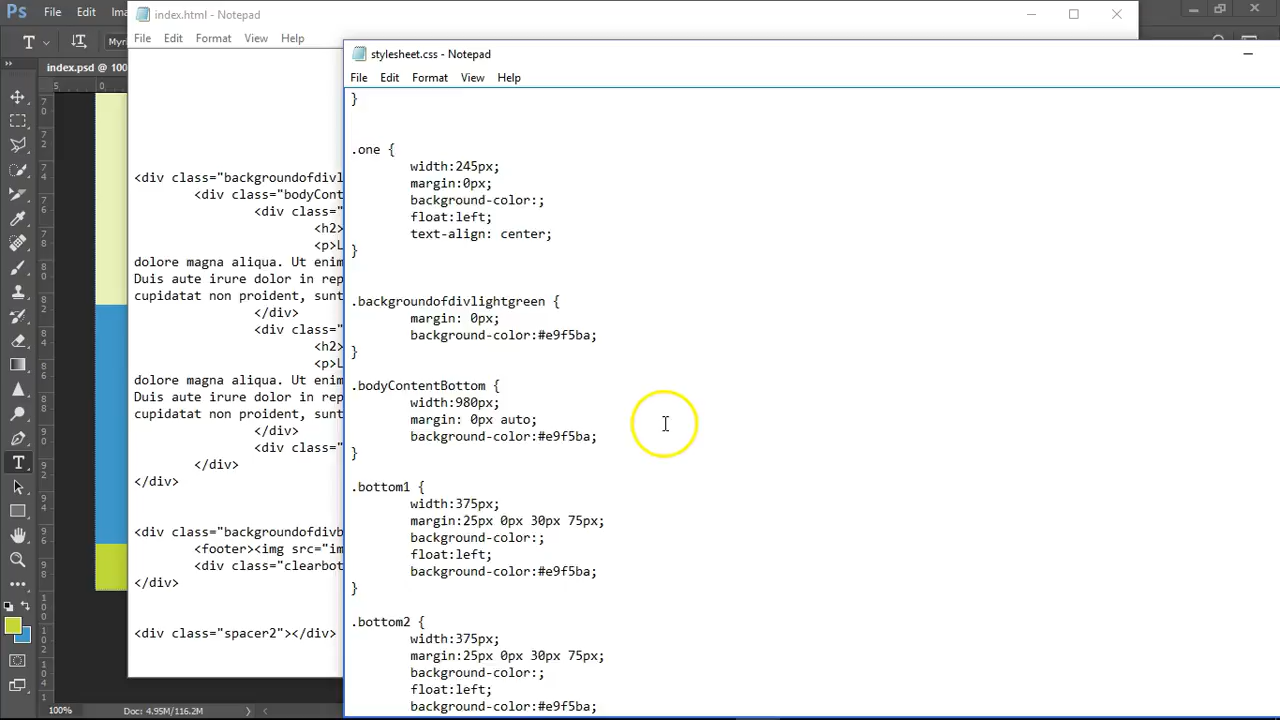 Ps File Edit Ima
index.html - Notepad
File Edit Format View Help
T Myr
index.psd @ 100
<div class="backgroundofdivl
<div class="bodyCont
<div class="
<h2>
<p>L
dolore magna aliqua. Ut enim
Duis aute irure dolor in rep
cupidatat non proident, sunt
</div>
<div class="
<h2>
<p>L
dolore magna aliqua. Ut enim
Duis aute irure dolor in rep
cupidatat non proident, sunt
</div>
<div class="
</div>
</div>
<div class="backgroundofdivb
<footer><img src="im
<div class="clearbot
</div>
<div class="spacer2"></div>
100% Doc: 4.95M/116.2M
stylesheet.css - Notepad
File Edit Format View Help
}
.one {
width:245px;
margin:0px;
background-color:;
float:left;
text-align: center;
}
.backgroundofdivlightgreen {
margin: 0px;
background-color:#e9f5ba;
}
.bodyContentBottom {
width:980px;
margin: 0px auto;
background-color:#e9f5ba;
}
.bottom1 {
width:375px;
margin:25px 0px 30px 75px;
background-color:;
float:left;
background-color:#e9f5ba;
}
.bottom2 {
width:375px;
margin:25px 0px 30px 75px;
background-color:;
float:left;
background-color:#e9f5ba;